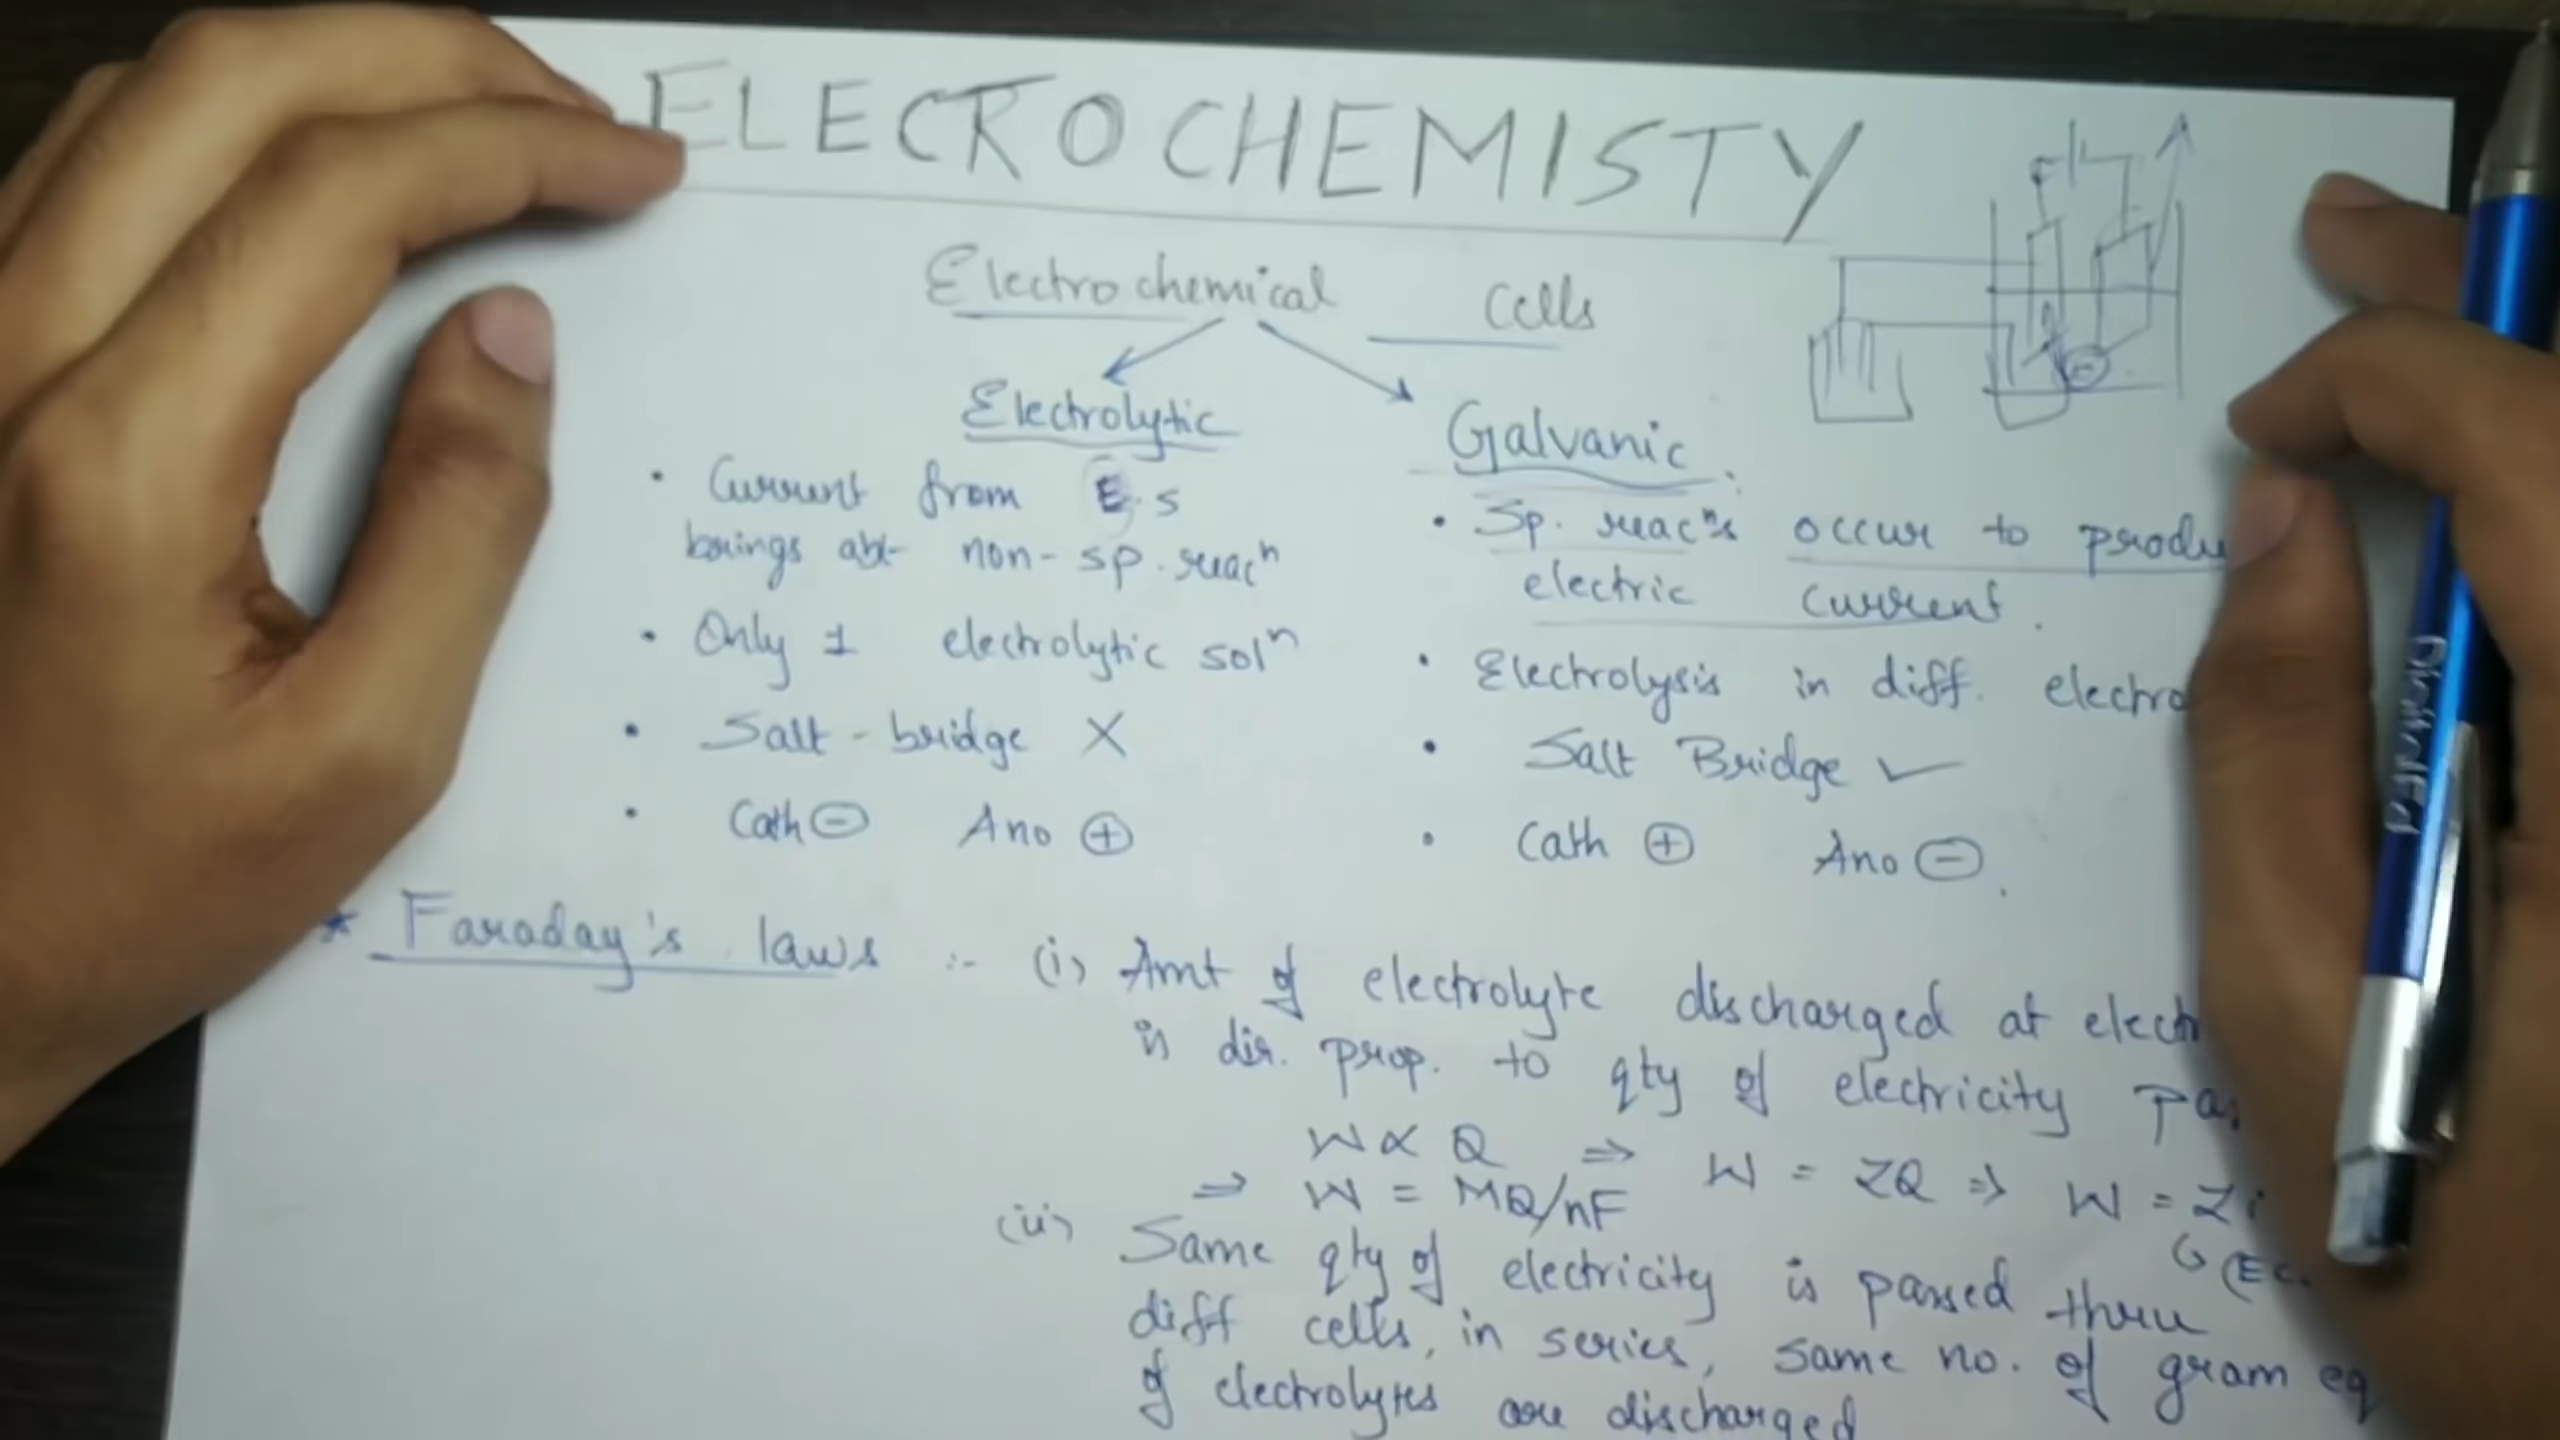 ELECROCHEMISTY
Electrochemical Cells
Electrolytic
Galvanic
• Current from E.S
brings abt non-sp.reacⁿ
• Only 1 electrolytic solⁿ
• Salt-bridge X
• Cath ⊖ Ano ⊕
• Sp. reacⁿs occur to produ
electric current.
• Electrolysis in diff. electro
• Salt Bridge ✓
• Cath ⊕ Ano ⊖.
* Faraday's laws :- (i) Amt of electrolyte discharged at elect
is dir. prop. to qty of electricity pa
W ∝ Q ⇒ W = ZQ ⇒ W = Zi
⇒ W = MQ/nF
(ii) Same qty of electricity is passed thru
diff cells, in series, same no. of gram eq
of electrolytes are discharged